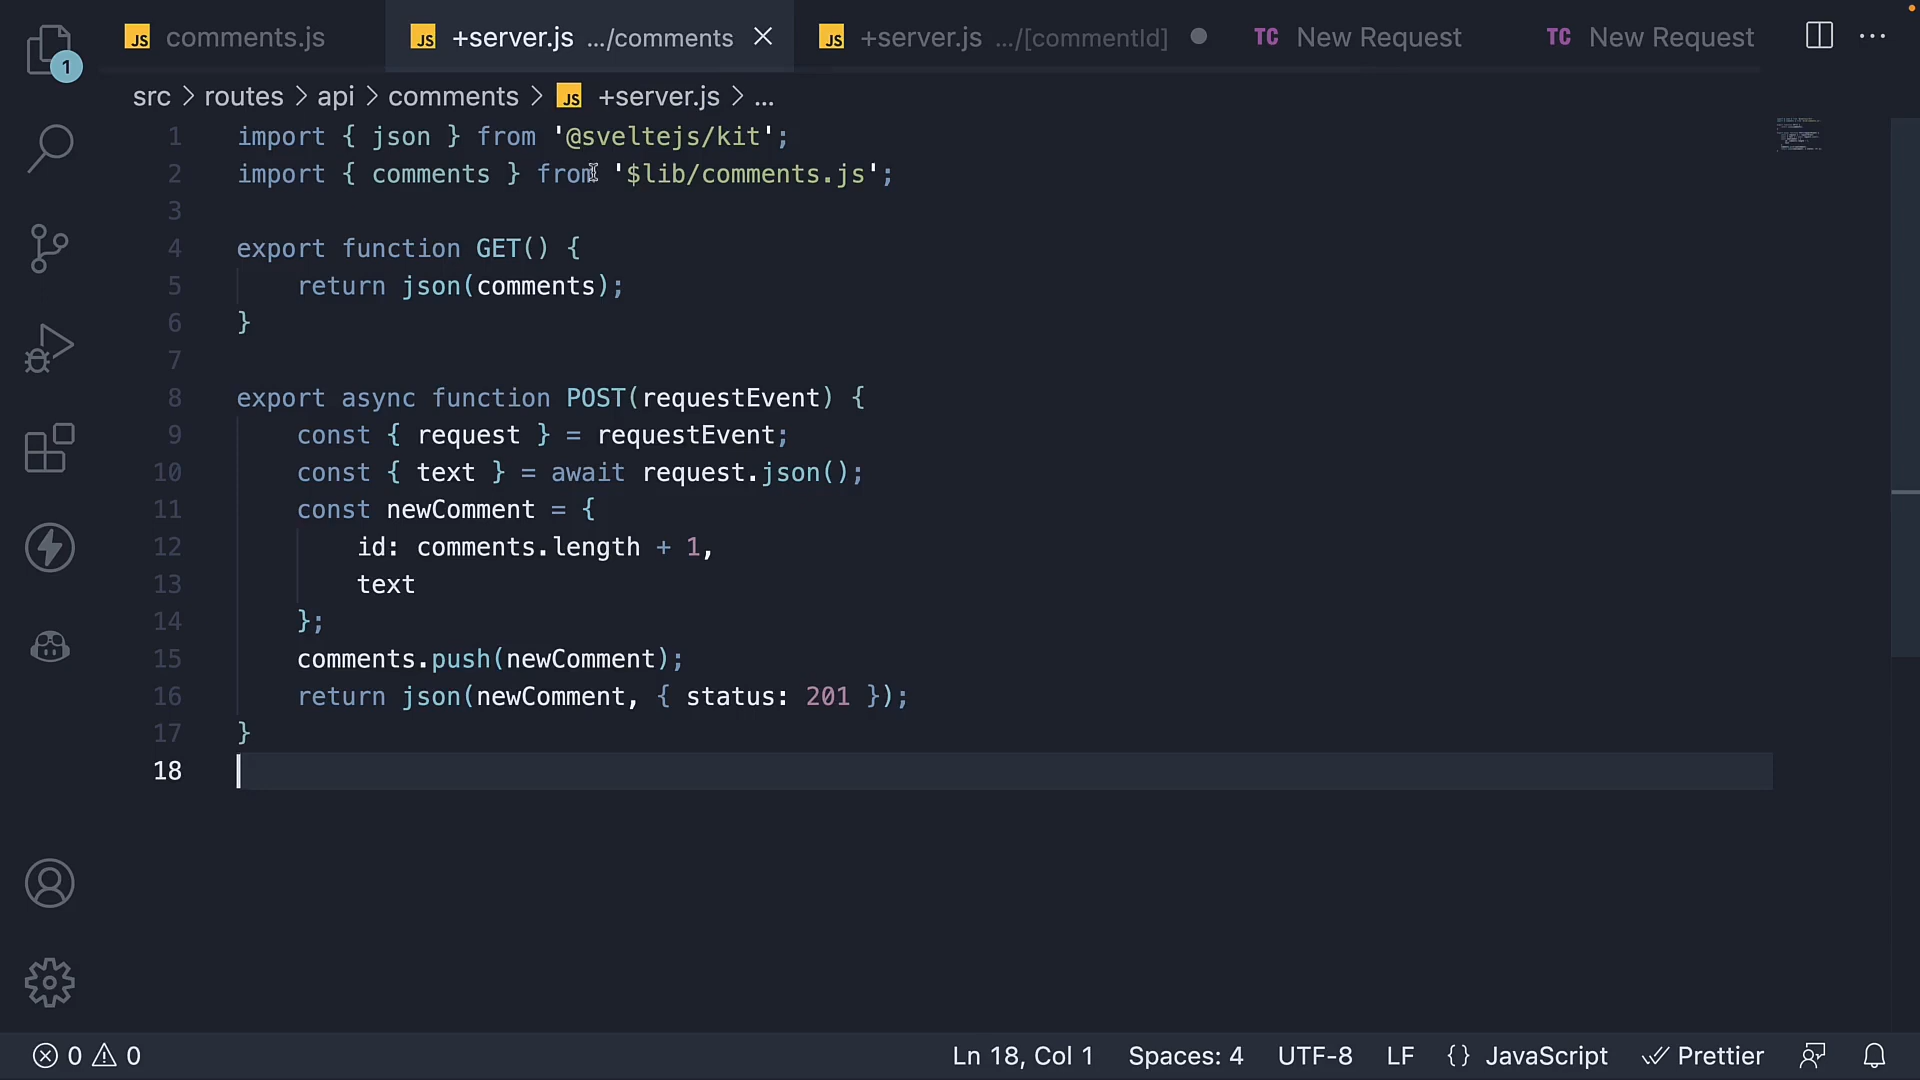 JS comments.js
JS +server.js .../comments
JS +server.js .../[commentId]
TC New Request
TC New Request
1
src > routes > api > comments > JS +server.js > ...
1 import { json } from '@sveltejs/kit';
2 import { comments } from '$lib/comments.js';
3
4 export function GET() {
5 return json(comments);
6 }
7
8 export async function POST(requestEvent) {
9 const { request } = requestEvent;
10 const { text } = await request.json();
11 const newComment = {
12 id: comments.length + 1,
13 text
14 };
15 comments.push(newComment);
16 return json(newComment, { status: 201 });
17 }
18
0 0 Ln 18, Col 1 Spaces: 4 UTF-8 LF {} JavaScript Prettier